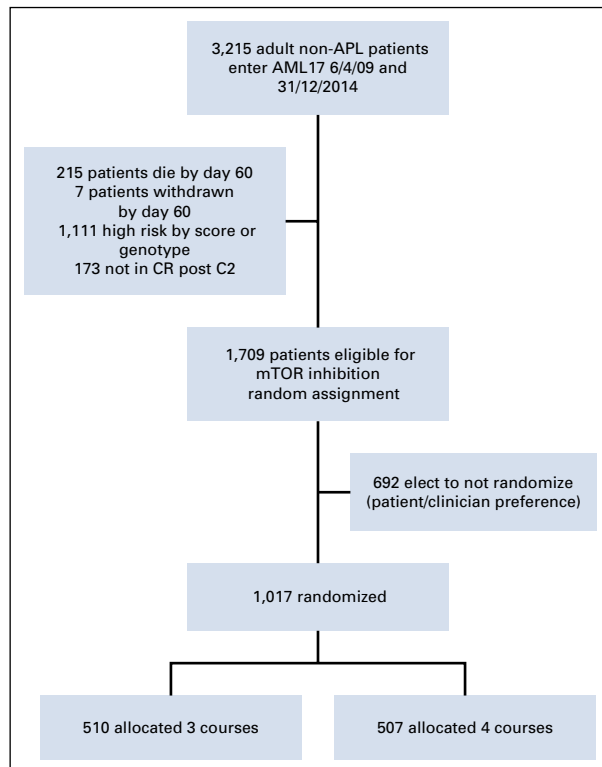 3,215 adult non-APL patients
enter AML17 6/4/09 and
31/12/2014
215 patients die by day 60
7 patients withdrawn
by day 60
1,111 high risk by score or
genotype
173 not in CR post C2
1,709 patients eligible for
mTOR inhibition
random assignment
692 elect to not randomize
(patient/clinician preference)
1,017 randomized
510 allocated 3 courses
507 allocated 4 courses